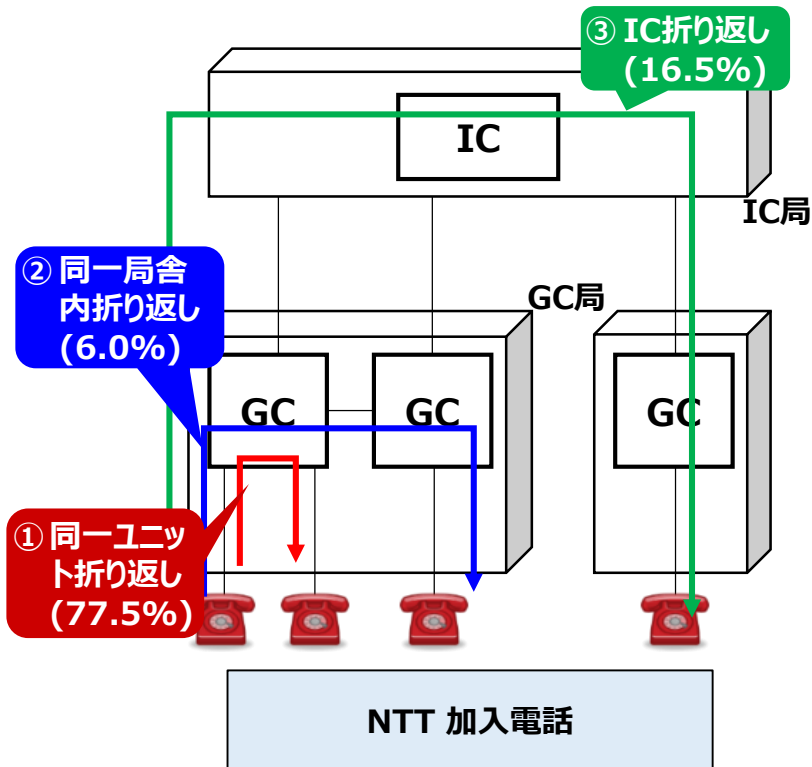 ③ IC折り返し
(16.5%)
IC
IC局
② 同一局舎
内折り返し
(6.0%)
GC局
GC
GC
GC
① 同一ユニッ
ト折り返し
(77.5%)
NTT 加入電話